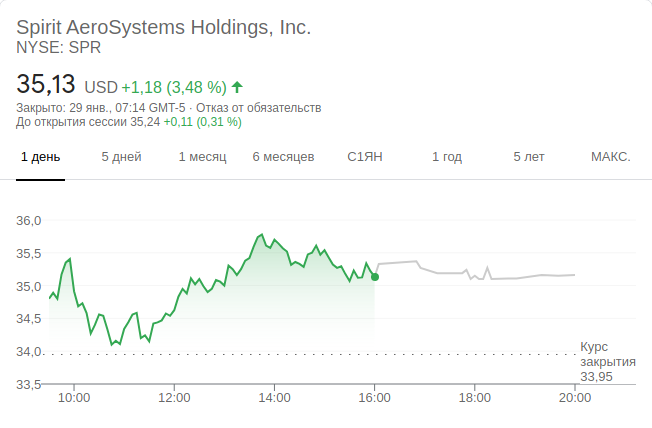 Spirit AeroSystems Holdings, Inc.
NYSE: SPR
35,13 USD +1,18 (3,48 %)
Закрыто: 29 янв., 07:14 GMT-5 · Отказ от обязательств
До открытия сессии 35,24 +0,11 (0,31 %)
1 день 5 дней 1 месяц 6 месяцев С1ЯН 1 год 5 лет МАКС.
36,0
35,5
35,0
34,5
34,0
33,5
Курс
закрытия
33,95
10:00 12:00 14:00 16:00 18:00 20:00